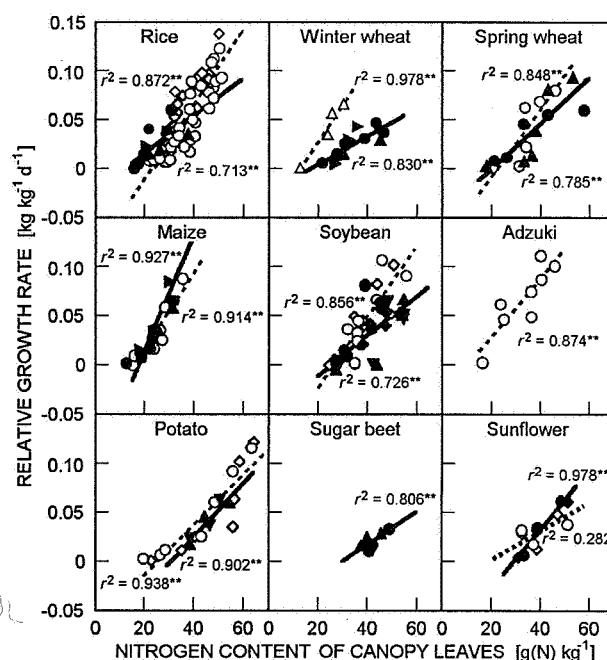 RELATIVE GROWTH RATE [kg kg⁻¹ d⁻¹]
0.15
0.10
0.05
0
-0.05
0.10
0.05
0
-0.05
0.10
0.05
0
-0.05
Rice
r² = 0.872**
r² = 0.713**
Winter wheat
r² = 0.978**
r² = 0.830**
Spring wheat
r² = 0.848**
r² = 0.785**
Maize
r² = 0.927**
r² = 0.914**
Soybean
r² = 0.856**
r² = 0.726**
Adzuki
r² = 0.874**
Potato
r² = 0.902**
r² = 0.938**
Sugar beet
r² = 0.806**
Sunflower
r² = 0.978**
r² = 0.282
0 20 40 60 0 20 40 60 0 20 40 60
NITROGEN CONTENT OF CANOPY LEAVES [g(N) kg⁻¹]